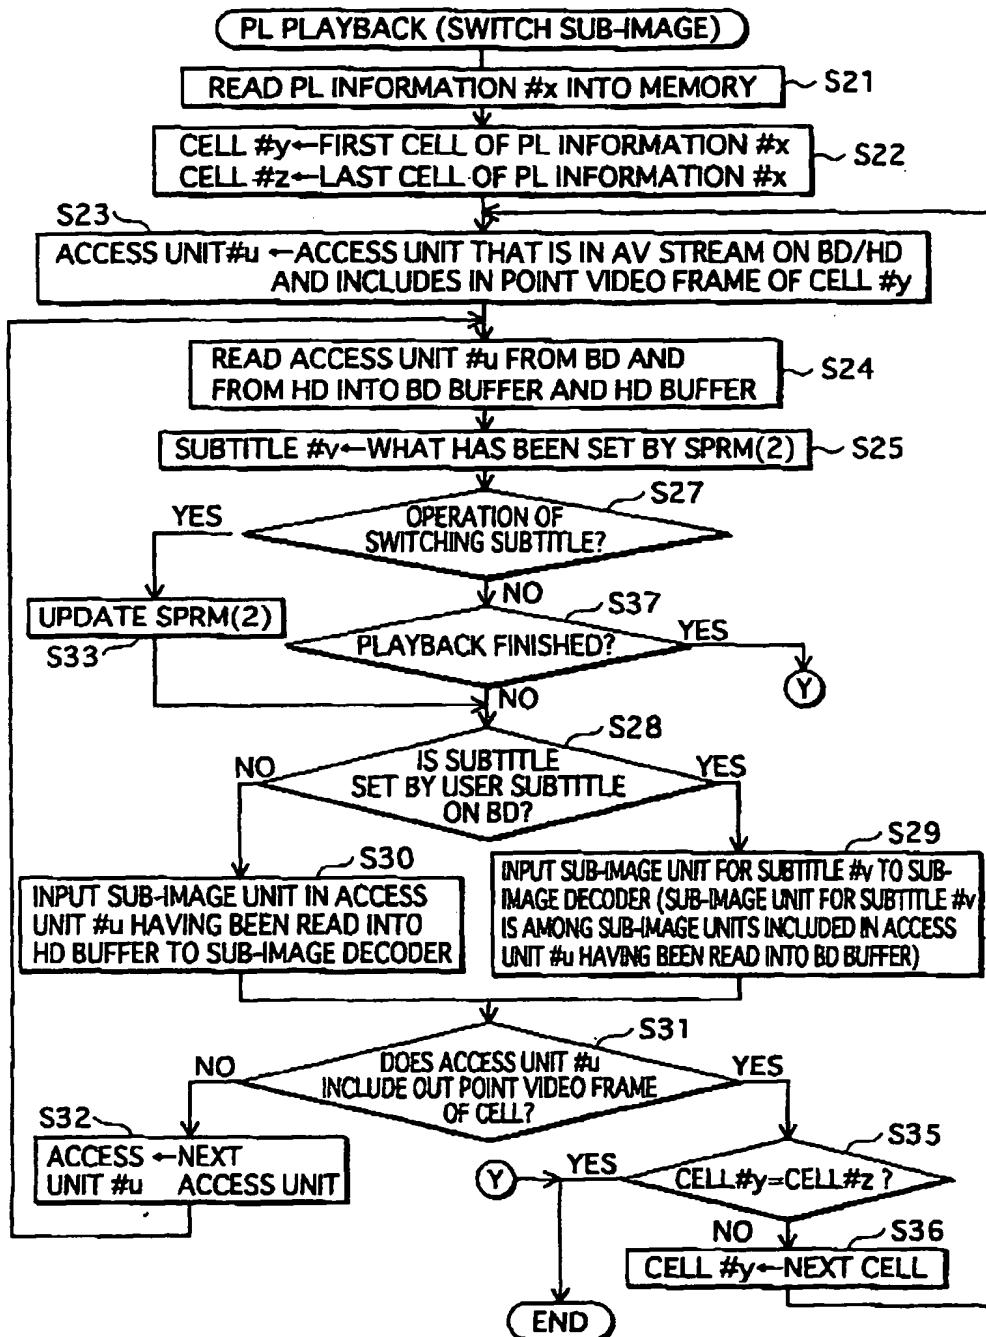 PL PLAYBACK (SWITCH SUB-IMAGE)
READ PL INFORMATION #x INTO MEMORY
S21
CELL #y←FIRST CELL OF PL INFORMATION #x
CELL #z←LAST CELL OF PL INFORMATION #x
S22
S23
ACCESS UNIT#u ←ACCESS UNIT THAT IS IN AV STREAM ON BD/HD
AND INCLUDES IN POINT VIDEO FRAME OF CELL #y
READ ACCESS UNIT #u FROM BD AND
FROM HD INTO BD BUFFER AND HD BUFFER
S24
SUBTITLE #v←WHAT HAS BEEN SET BY SPRM(2)
S25
S27
YES
OPERATION OF
SWITCHING SUBTITLE?
NO
UPDATE SPRM(2)
S33
S37
PLAYBACK FINISHED?
YES
Y
NO
S28
NO
IS SUBTITLE
SET BY USER SUBTITLE
ON BD?
YES
S30
INPUT SUB-IMAGE UNIT IN ACCESS
UNIT #u HAVING BEEN READ INTO
HD BUFFER TO SUB-IMAGE DECODER
S29
INPUT SUB-IMAGE UNIT FOR SUBTITLE #v TO SUB-
IMAGE DECODER (SUB-IMAGE UNIT FOR SUBTITLE #v
IS AMONG SUB-IMAGE UNITS INCLUDED IN ACCESS
UNIT #u HAVING BEEN READ INTO BD BUFFER)
S31
NO
DOES ACCESS UNIT #u
INCLUDE OUT POINT VIDEO FRAME
OF CELL?
YES
S32
ACCESS ←NEXT
UNIT #u ACCESS UNIT
S35
Y
YES
CELL#y=CELL#z ?
NO
S36
CELL #y←NEXT CELL
END